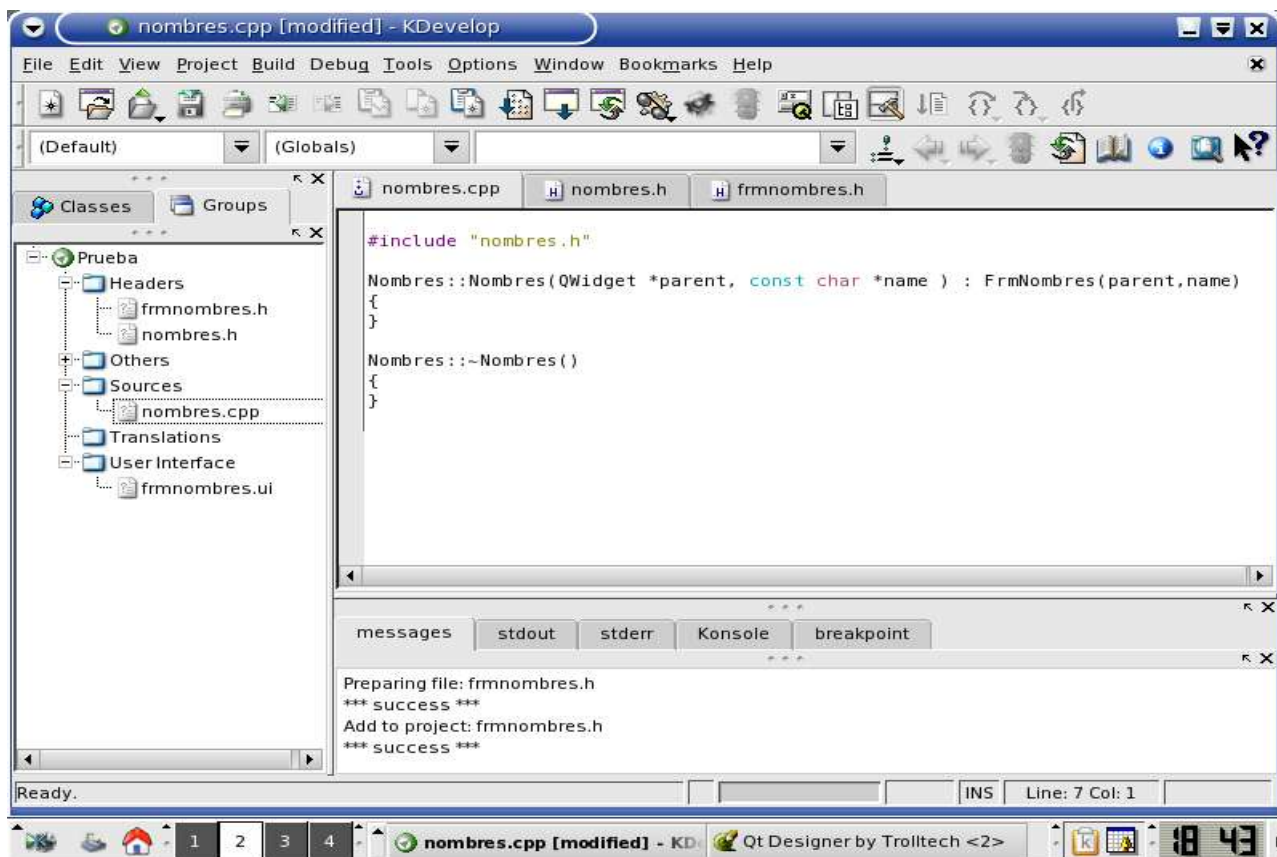 nombres.cpp [modified] - KDevelop
File Edit View Project Build Debug Tools Options Window Bookmarks Help
(Default) (Globals)
Classes Groups
nombres.cpp nombres.h frmnombres.h
Prueba
Headers
frmnombres.h
nombres.h
Others
Sources
nombres.cpp
Translations
User Interface
frmnombres.ui
#include "nombres.h"
Nombres::Nombres(QWidget *parent, const char *name ) : FrmNombres(parent,name)
{
}
Nombres::~Nombres()
{
}
messages stdout stderr Konsole breakpoint
Preparing file: frmnombres.h
*** success ***
Add to project: frmnombres.h
*** success ***
Ready. INS Line: 7 Col: 1
1 2 3 4 nombres.cpp [modified] - KD Qt Designer by Trolltech <2> 18 43